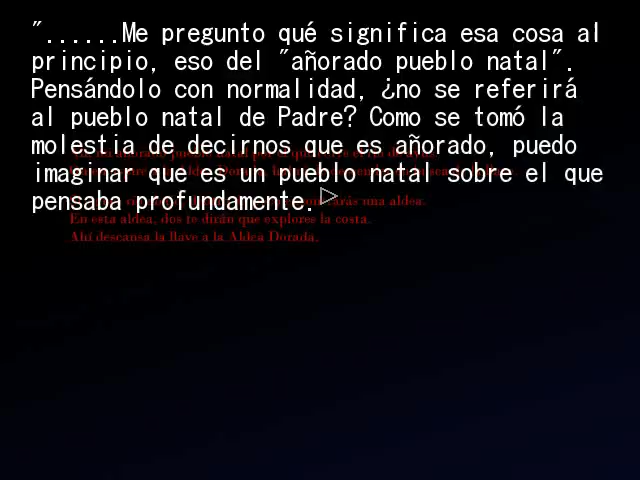 "......Me pregunto qué significa esa cosa al
principio, eso del "añorado pueblo natal".
Pensándolo con normalidad, ¿no se referirá
al pueblo natal de Padre? Como se tomó la
molestia de decirnos que es añorado, puedo
imaginar que es un pueblo natal sobre el que
pensaba profundamente.
una aldea.
En esta aldea, dos te dirán que explores la costa.
Ahí descansa la llave a la Aldea Dorada.